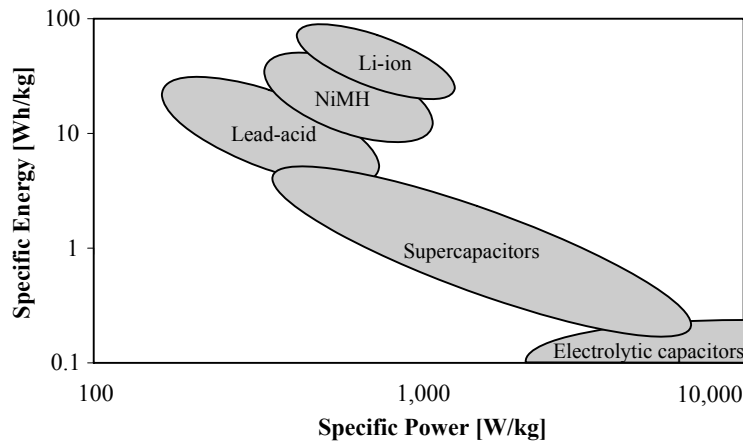 100
10
1
0.1
Specific Energy [Wh/kg]
Li-ion
NiMH
Lead-acid
Supercapacitors
Electrolytic capacitors
100
1,000
10,000
Specific Power [W/kg]